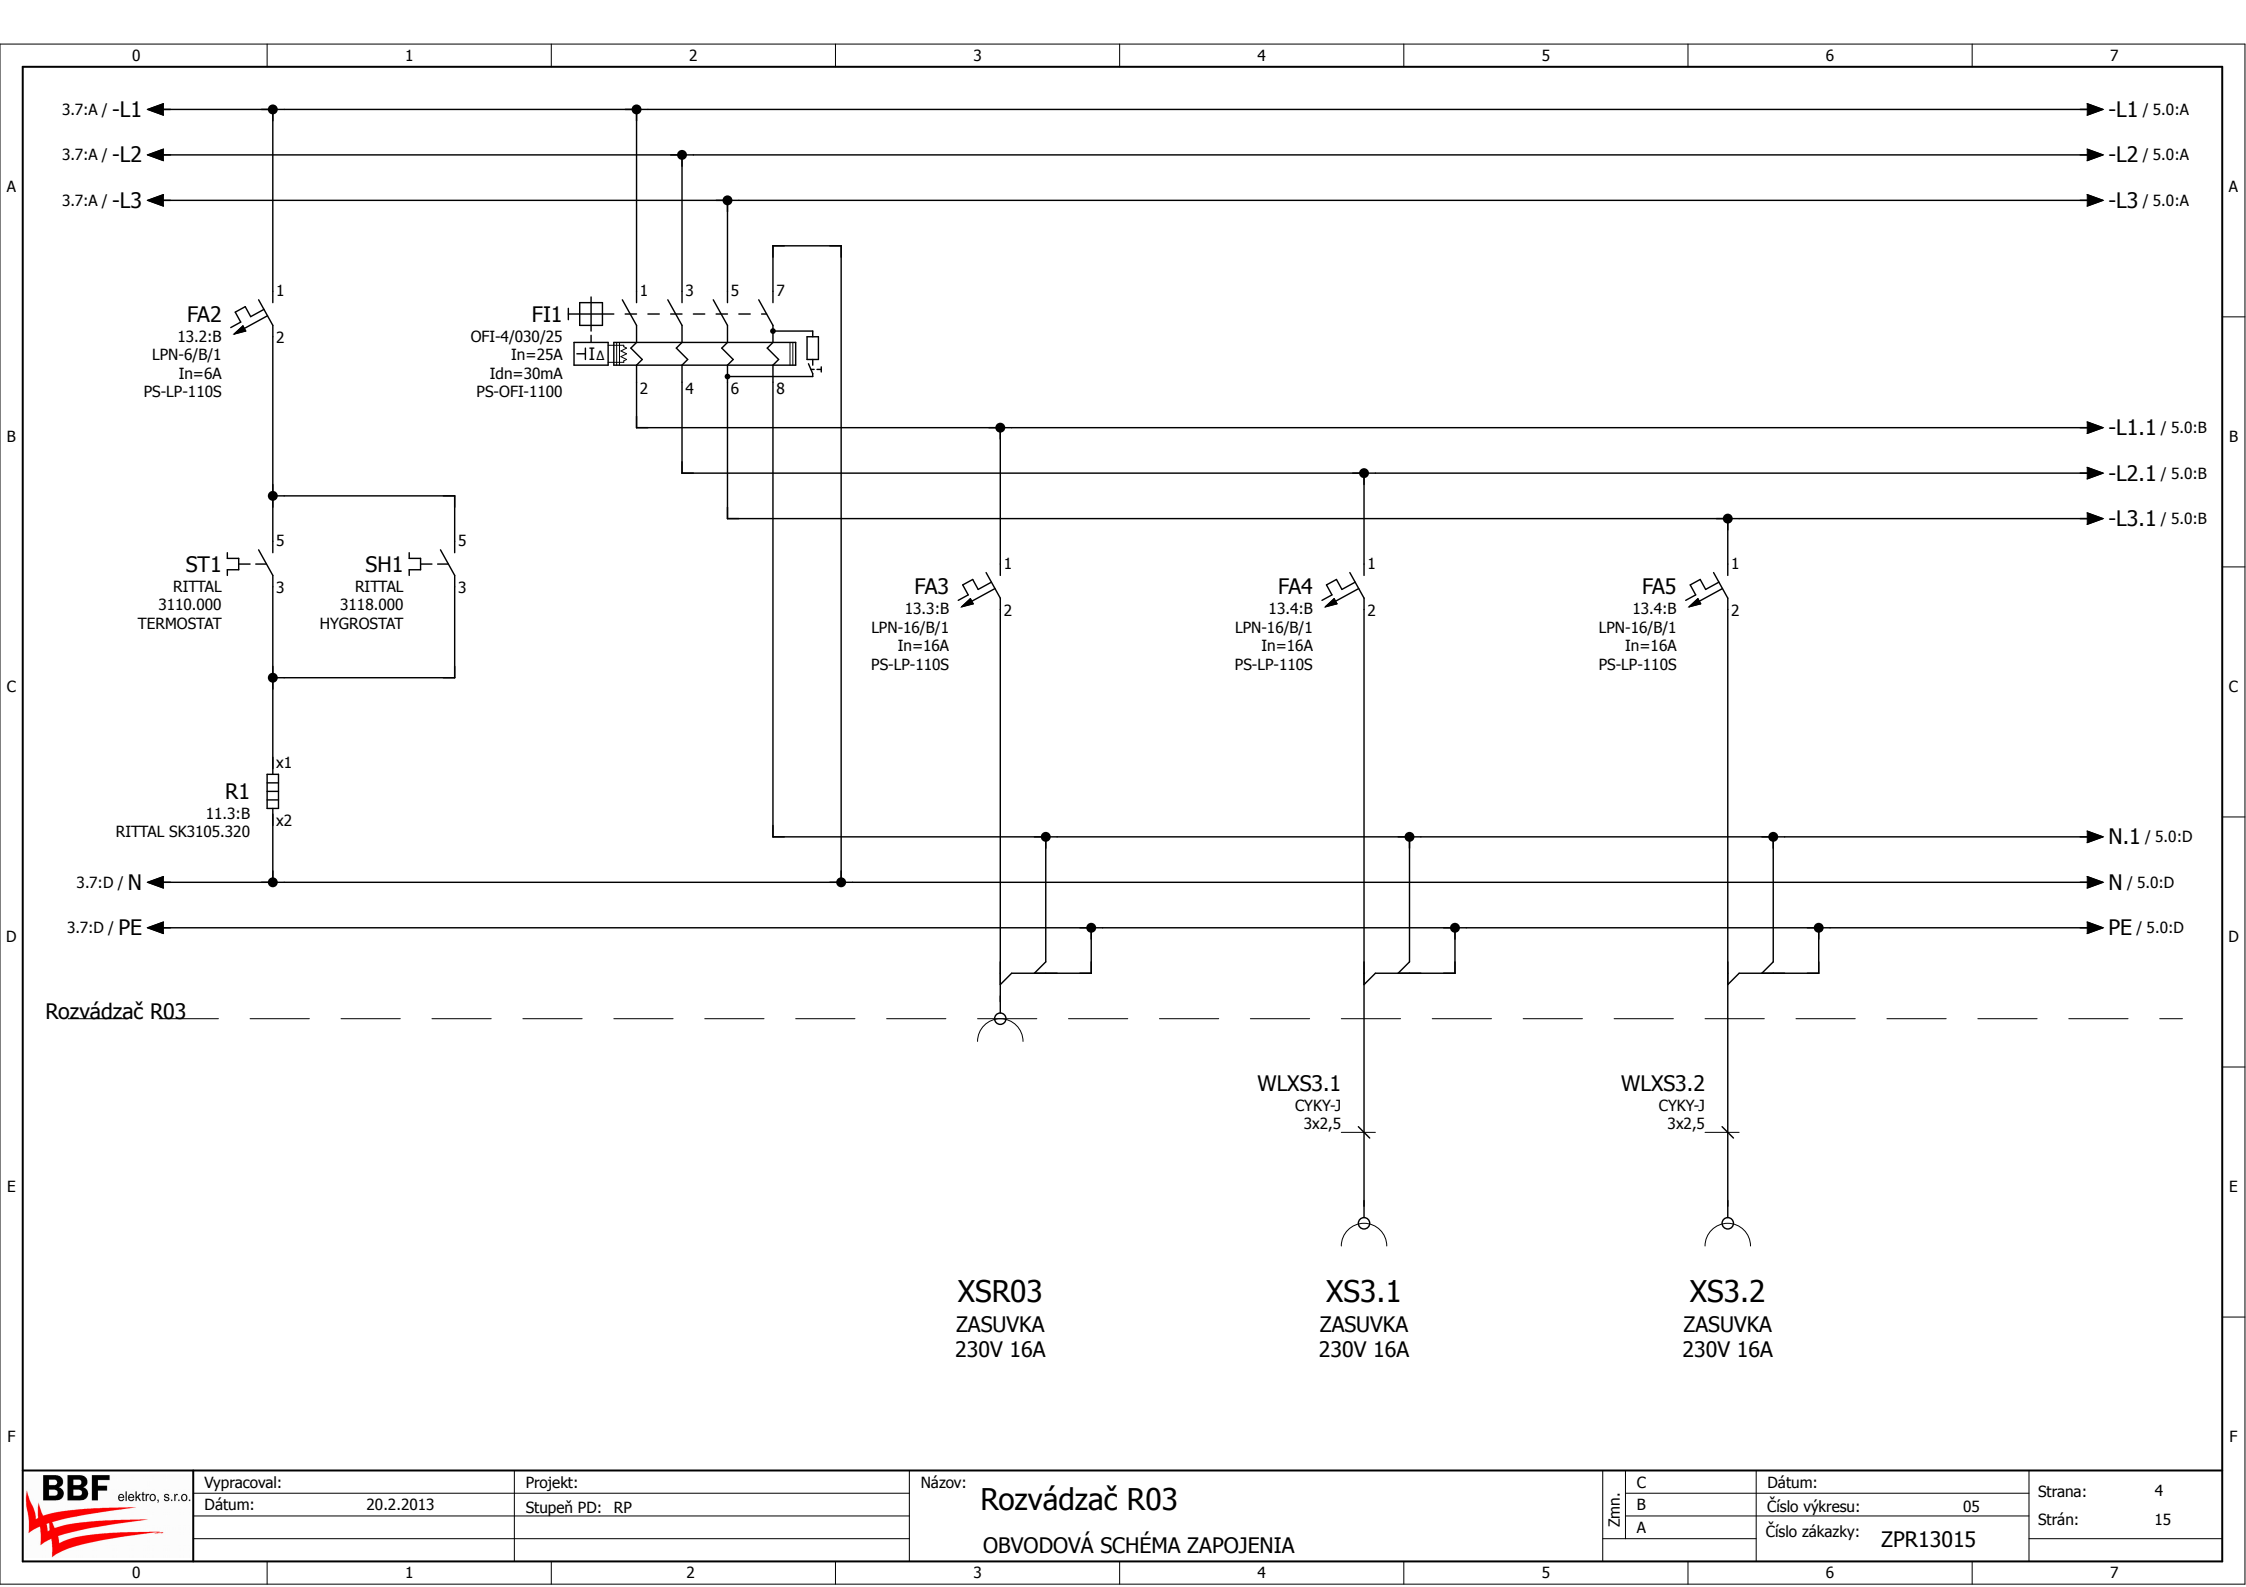 0 1 2 3 4 5 6 7
3.7:A / -L1
-L1 / 5.0:A
3.7:A / -L2
-L2 / 5.0:A
A
A
3.7:A / -L3
-L3 / 5.0:A
1
FA2
13.2:B
2
LPN-6/B/1
In=6A
PS-LP-110S
1 3 5 7
FI1
OFI-4/030/25
In=25A
Idn=30mA
PS-OFI-1100
⊣I∆
2 4 6 8
B
B
-L1.1 / 5.0:B
-L2.1 / 5.0:B
-L3.1 / 5.0:B
5
ST1
RITTAL
3
3110.000
TERMOSTAT
5
SH1
RITTAL
3
3118.000
HYGROSTAT
1
FA3
13.3:B
2
LPN-16/B/1
In=16A
PS-LP-110S
1
FA4
13.4:B
2
LPN-16/B/1
In=16A
PS-LP-110S
1
FA5
13.4:B
2
LPN-16/B/1
In=16A
PS-LP-110S
C
C
x1
R1
11.3:B
x2
RITTAL SK3105.320
N.1 / 5.0:D
3.7:D / N
N / 5.0:D
3.7:D / PE
PE / 5.0:D
D
D
Rozvádzač R03
WLXS3.1
CYKY-J
3x2,5
WLXS3.2
CYKY-J
3x2,5
E
E
XSR03
ZASUVKA
230V 16A
XS3.1
ZASUVKA
230V 16A
XS3.2
ZASUVKA
230V 16A
F
F
BBF elektro, s.r.o.
Vypracoval:
Dátum: 20.2.2013
Projekt:
Stupeň PD: RP
Názov: Rozvádzač R03
OBVODOVÁ SCHÉMA ZAPOJENIA
Zmn.
C
B
A
Dátum:
Číslo výkresu: 05
Číslo zákazky: ZPR13015
Strana: 4
Strán: 15
0 1 2 3 4 5 6 7